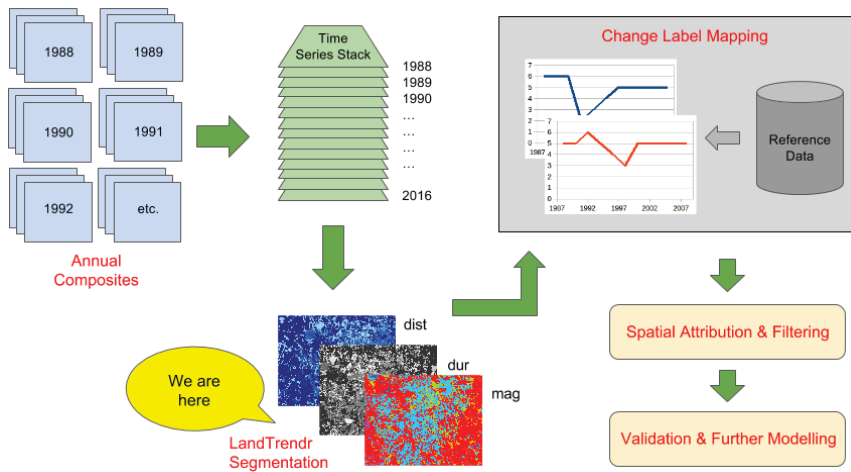 1988
1989
1990
1991
1992
etc.
Annual
Composites
Time
Series Stack
1988
1989
1990
...
...
...
...
2016
We are
here
dist
dur
mag
LandTrendr
Segmentation
Change Label Mapping
7
6
5
4
3
2
1
0
1987
7
6
5
4
3
2
1
0
1987 1992 1997 2002 2007
Reference
Data
Spatial Attribution & Filtering
Validation & Further Modelling